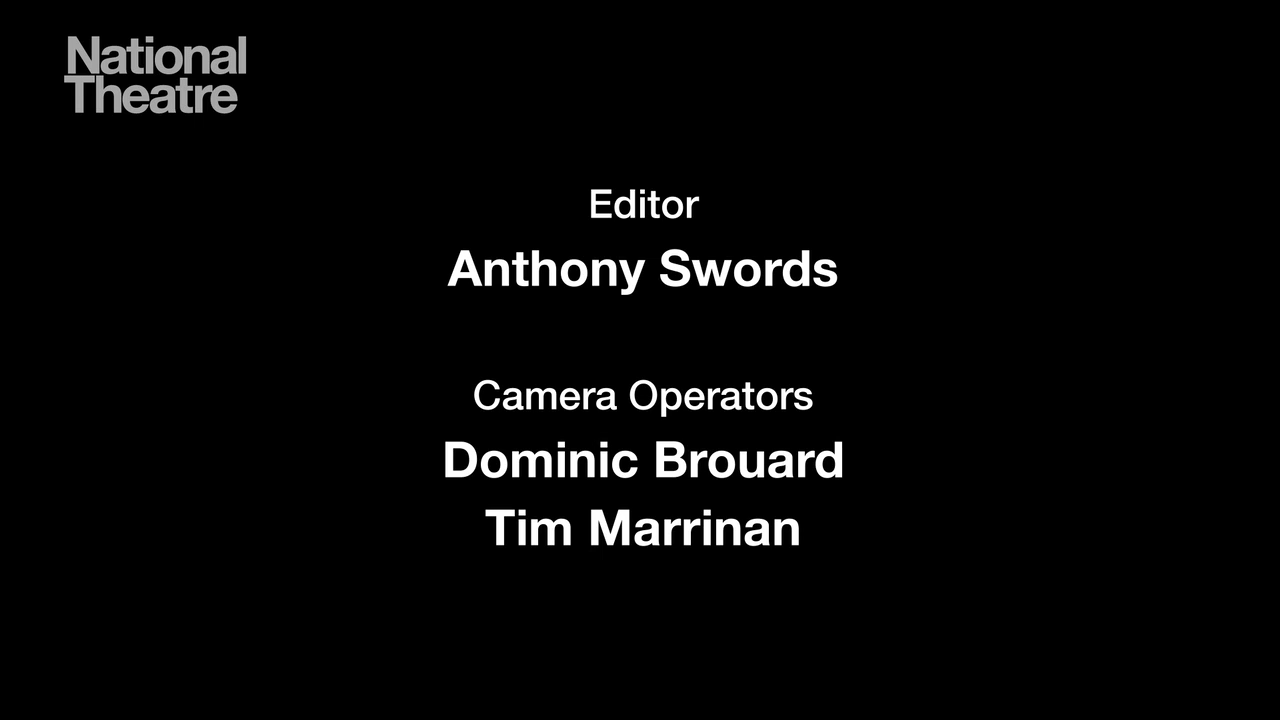 National
Theatre
Editor
Anthony Swords
Camera Operators
Dominic Brouard
Tim Marrinan